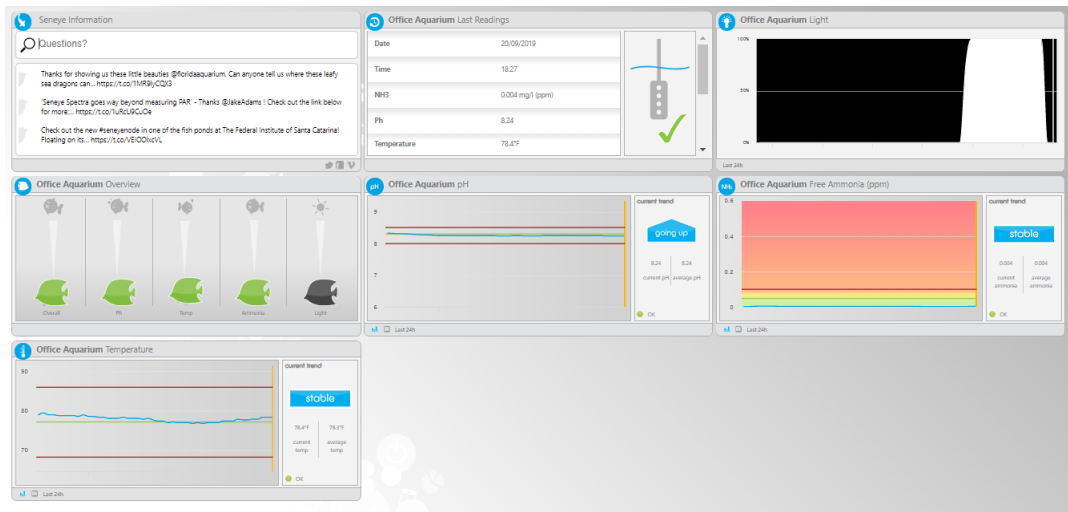 Seneye Information
Questions?
Thanks for showing us these little beauties @floridaaquarium. Can anyone tell us where these leafy
sea dragons can... https://t.co/1MR9lyCQX3
'Seneye Spectra goes way beyond measuring PAR' - Thanks @JakeAdams ! Check out the link below
for more:... https://t.co/1uRcU9CuOe
Check out the new #seneyenode in one of the fish ponds at The Federal Institute of Santa Catarina!
Floating on its... https://t.co/VEIOOlxcVL
Office Aquarium Last Readings
Date 20/09/2019
Time 18:27
NH3 0.004 mg/l (ppm)
Ph 8.24
Temperature 78.4°F
Office Aquarium Light
100%
50%
0%
Last 24h
Office Aquarium Overview
Overall Ph Temp Ammonia Light
pH Office Aquarium pH
9
8
7
6
current trend
going up
8.24 8.24
current pH average pH
OK
Last 24h
NH₃ Office Aquarium Free Ammonia (ppm)
0.6
0.4
0.2
0
current trend
stable
0.004 0.004
current average
ammonia ammonia
OK
Last 24h
Office Aquarium Temperature
90
80
70
current trend
stable
78.4°F 78.3°F
current average
temp temp
OK
Last 24h